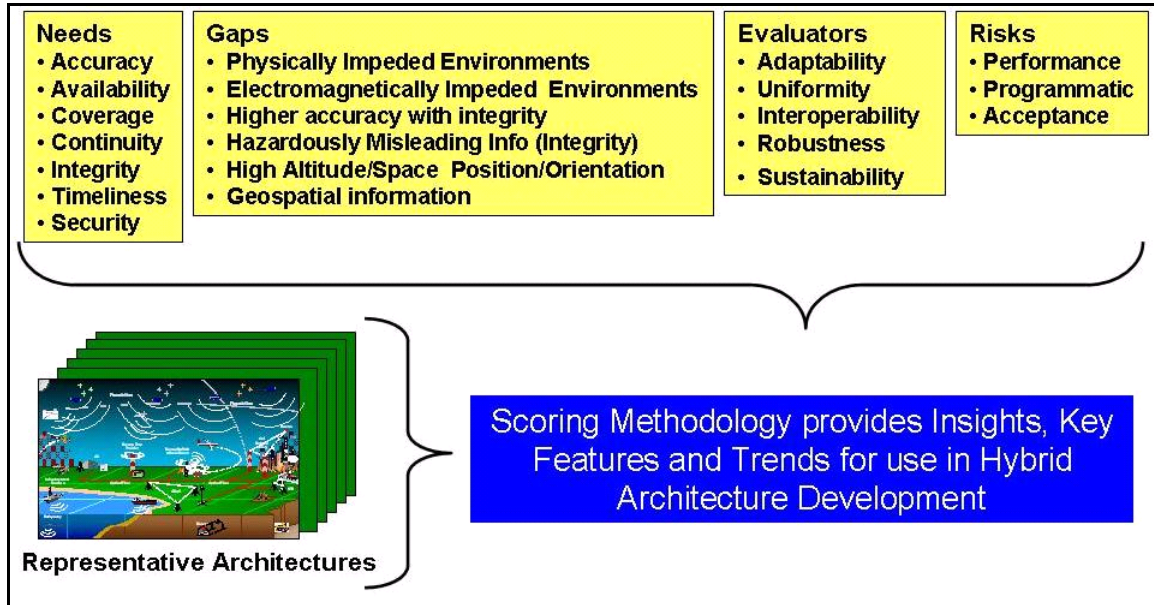 Needs
• Accuracy
• Availability
• Coverage
• Continuity
• Integrity
• Timeliness
• Security
Gaps
• Physically Impeded Environments
• Electromagnetically Impeded Environments
• Higher accuracy with integrity
• Hazardously Misleading Info (Integrity)
• High Altitude/Space Position/Orientation
• Geospatial information
Evaluators
• Adaptability
• Uniformity
• Interoperability
• Robustness
• Sustainability
Risks
• Performance
• Programmatic
• Acceptance
Scoring Methodology provides Insights, Key
Features and Trends for use in Hybrid
Architecture Development
Representative Architectures